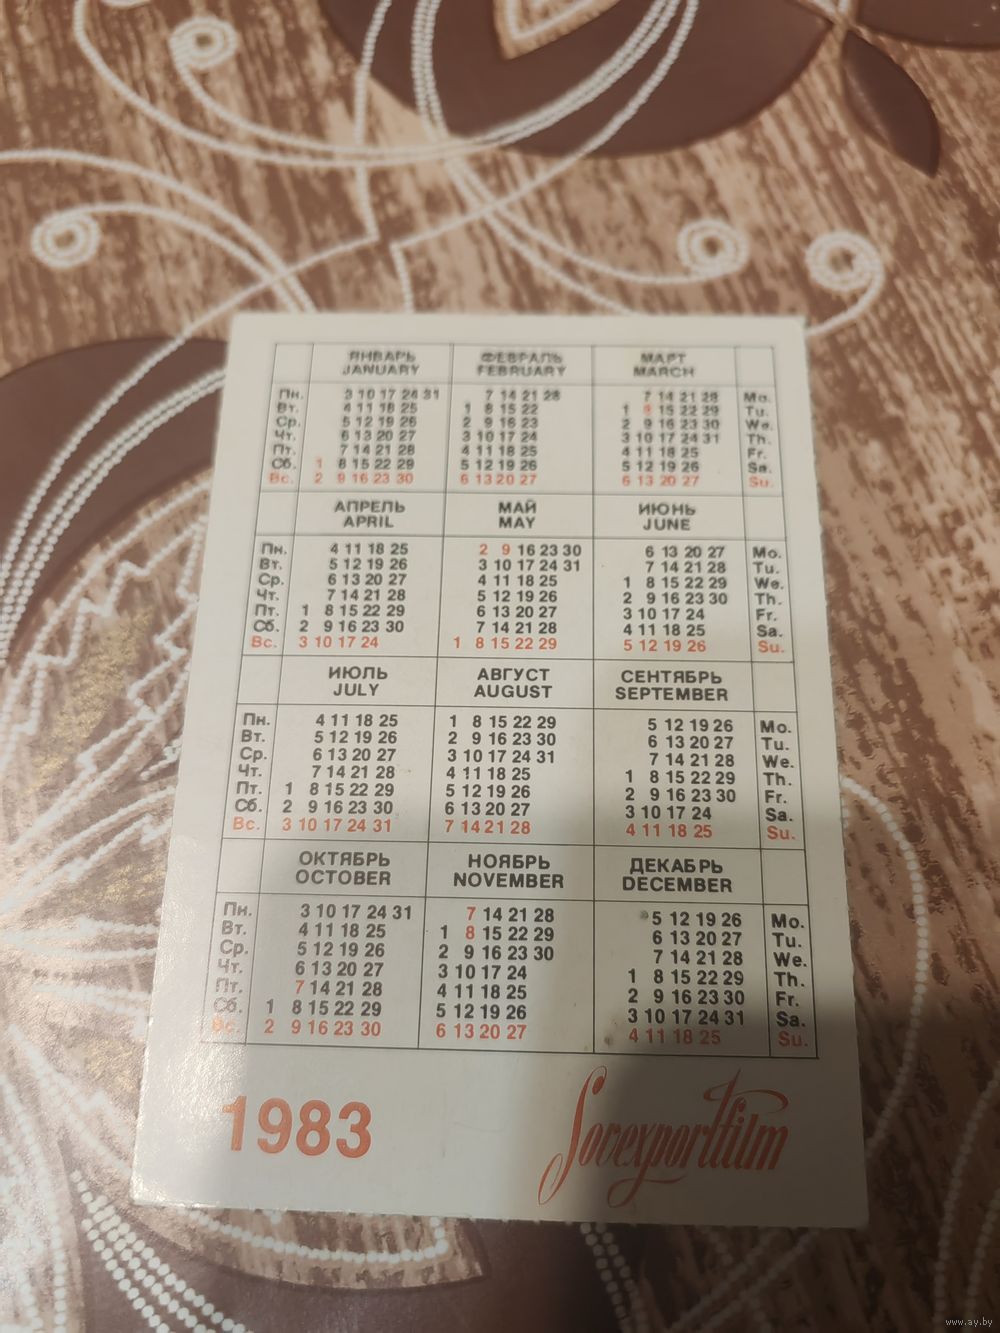 ЯНВАРЬ ФЕВРАЛЬ МАРТ
JANUARY FEBRUARY MARCH
Пн. 3 10 17 24 31 7 14 21 28 7 14 21 28 Mo.
Вт. 4 11 18 25 1 8 15 22 1 8 15 22 29 Tu.
Ср. 5 12 19 26 2 9 16 23 2 9 16 23 30 We.
Чт. 6 13 20 27 3 10 17 24 3 10 17 24 31 Th.
Пт. 7 14 21 28 4 11 18 25 4 11 18 25 Fr.
Сб. 1 8 15 22 29 5 12 19 26 5 12 19 26 Sa.
Вс. 2 9 16 23 30 6 13 20 27 6 13 20 27 Su.
АПРЕЛЬ МАЙ ИЮНЬ
APRIL MAY JUNE
Пн. 4 11 18 25 2 9 16 23 30 6 13 20 27 Mo.
Вт. 5 12 19 26 3 10 17 24 31 7 14 21 28 Tu.
Ср. 6 13 20 27 4 11 18 25 1 8 15 22 29 We.
Чт. 7 14 21 28 5 12 19 26 2 9 16 23 30 Th.
Пт. 1 8 15 22 29 6 13 20 27 3 10 17 24 Fr.
Сб. 2 9 16 23 30 7 14 21 28 4 11 18 25 Sa.
Вс. 3 10 17 24 1 8 15 22 29 5 12 19 26 Su.
ИЮЛЬ АВГУСТ СЕНТЯБРЬ
JULY AUGUST SEPTEMBER
Пн. 4 11 18 25 1 8 15 22 29 5 12 19 26 Mo.
Вт. 5 12 19 26 2 9 16 23 30 6 13 20 27 Tu.
Ср. 6 13 20 27 3 10 17 24 31 7 14 21 28 We.
Чт. 7 14 21 28 4 11 18 25 1 8 15 22 29 Th.
Пт. 1 8 15 22 29 5 12 19 26 2 9 16 23 30 Fr.
Сб. 2 9 16 23 30 6 13 20 27 3 10 17 24 Sa.
Вс. 3 10 17 24 31 7 14 21 28 4 11 18 25 Su.
ОКТЯБРЬ НОЯБРЬ ДЕКАБРЬ
OCTOBER NOVEMBER DECEMBER
Пн. 3 10 17 24 31 7 14 21 28 5 12 19 26 Mo.
Вт. 4 11 18 25 1 8 15 22 29 6 13 20 27 Tu.
Ср. 5 12 19 26 2 9 16 23 30 7 14 21 28 We.
Чт. 6 13 20 27 3 10 17 24 1 8 15 22 29 Th.
Пт. 7 14 21 28 4 11 18 25 2 9 16 23 30 Fr.
Сб. 1 8 15 22 29 5 12 19 26 3 10 17 24 31 Sa.
Вс. 2 9 16 23 30 6 13 20 27 4 11 18 25 Su.
1983 Sovexportfilm
www.ay.by